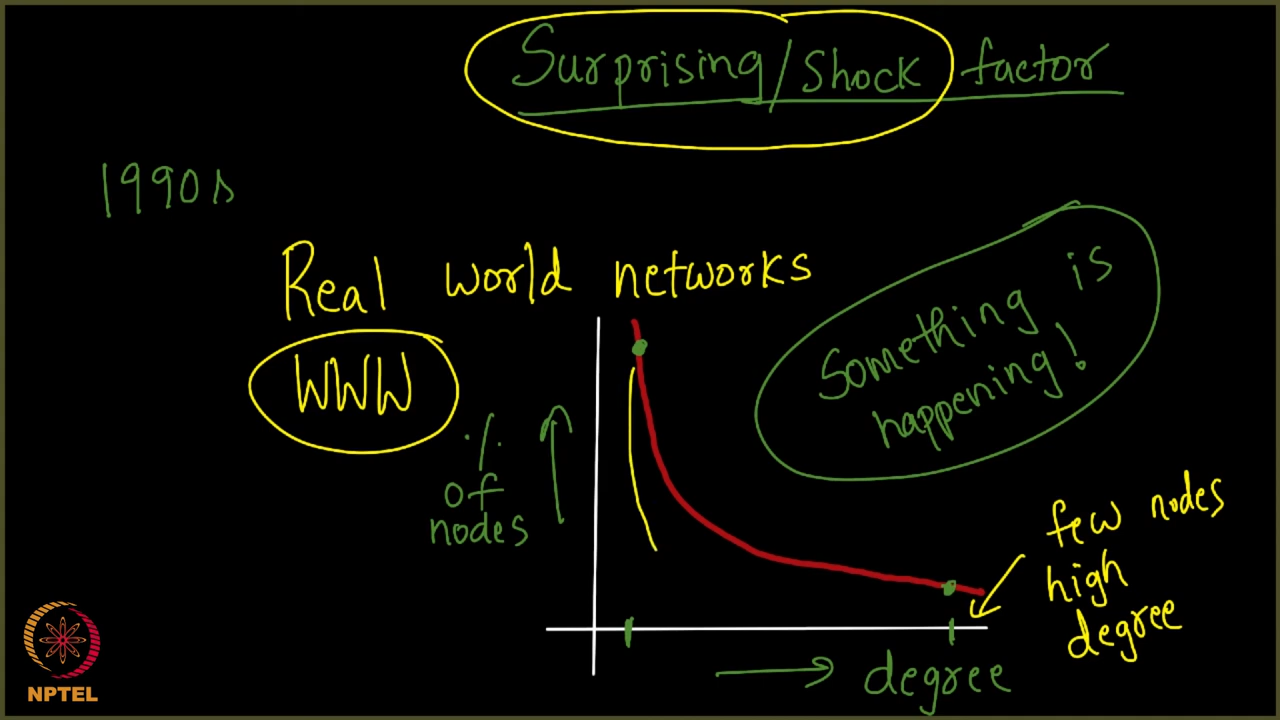 Surprising/Shock factor
1990s
Real world networks
WWW
Something is
happening!
%
of
nodes
few nodes
high
degree
degree
NPTEL